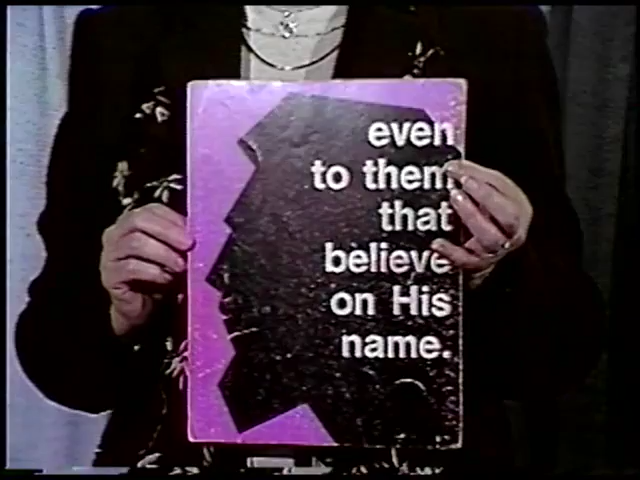 even
to them
that
believe
on His
name.